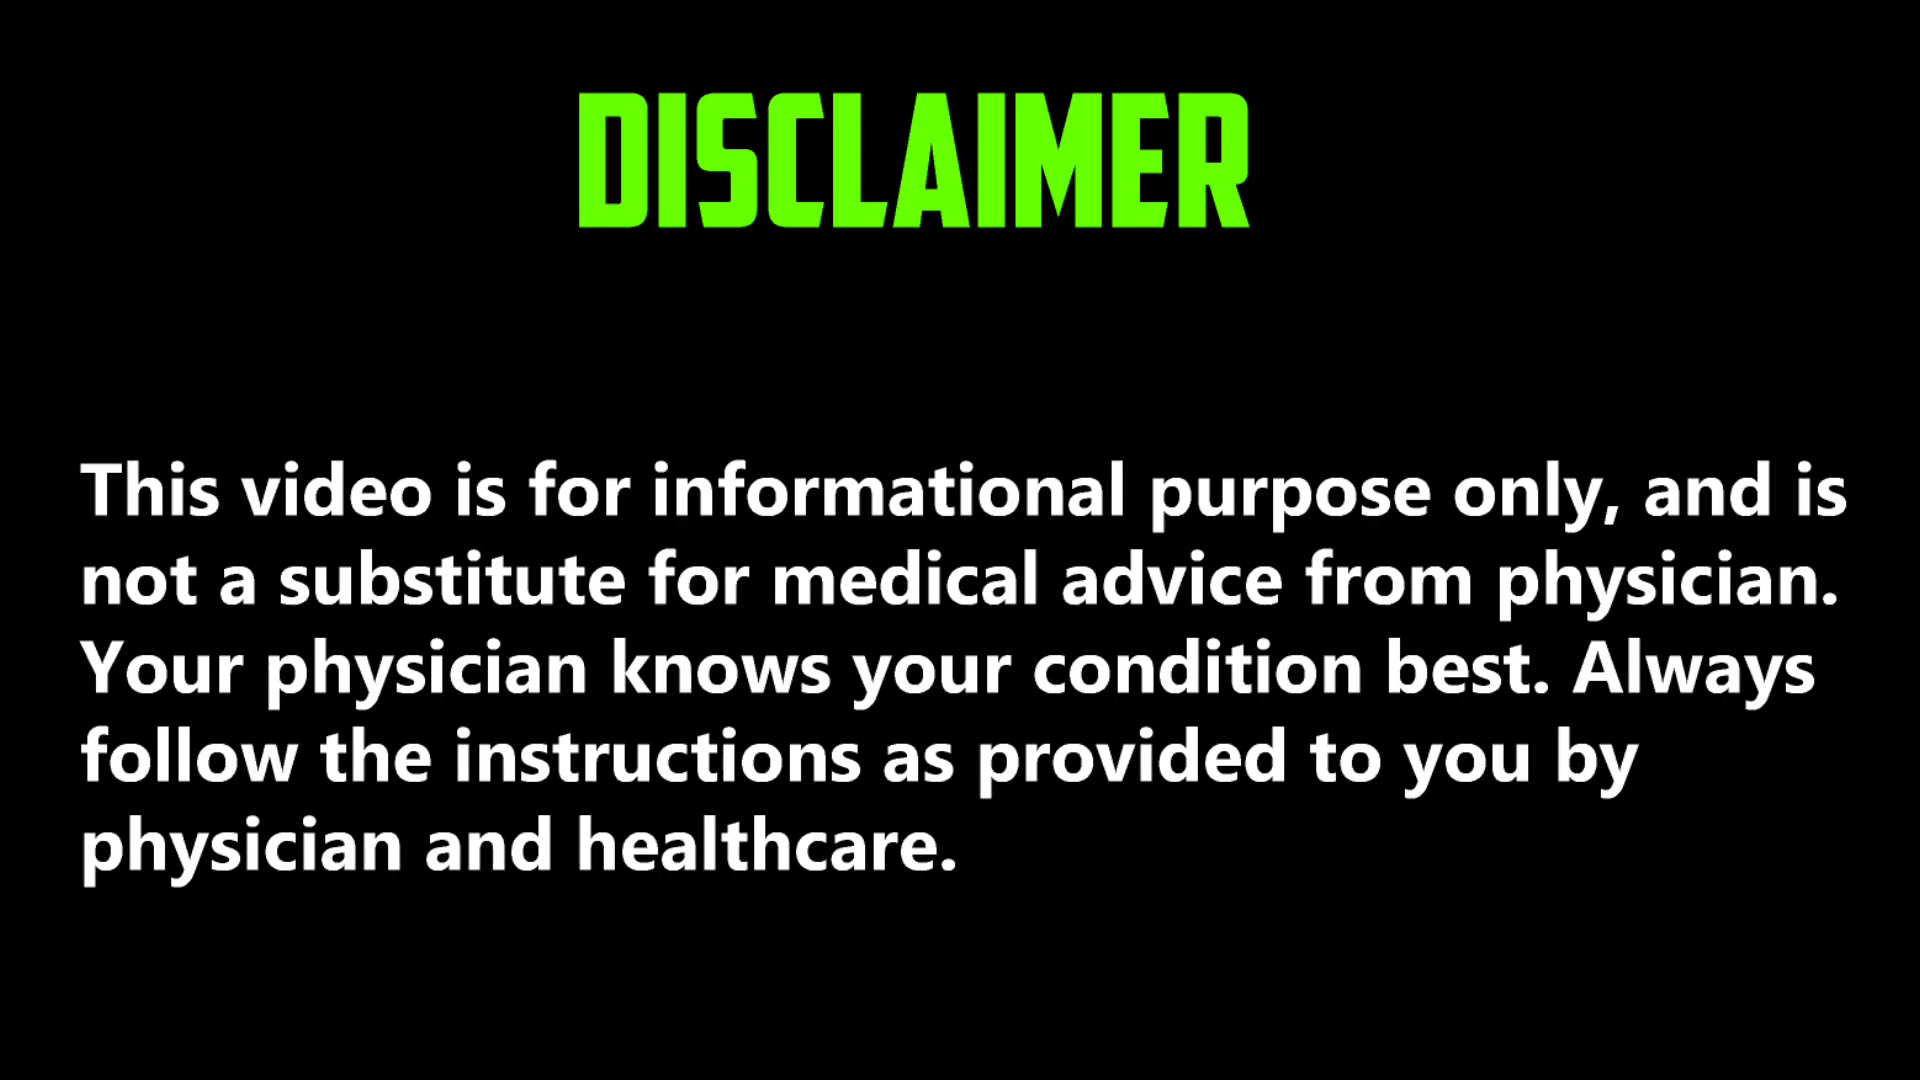 DISCLAIMER
This video is for informational purpose only, and is
not a substitute for medical advice from physician.
Your physician knows your condition best. Always
follow the instructions as provided to you by
physician and healthcare.